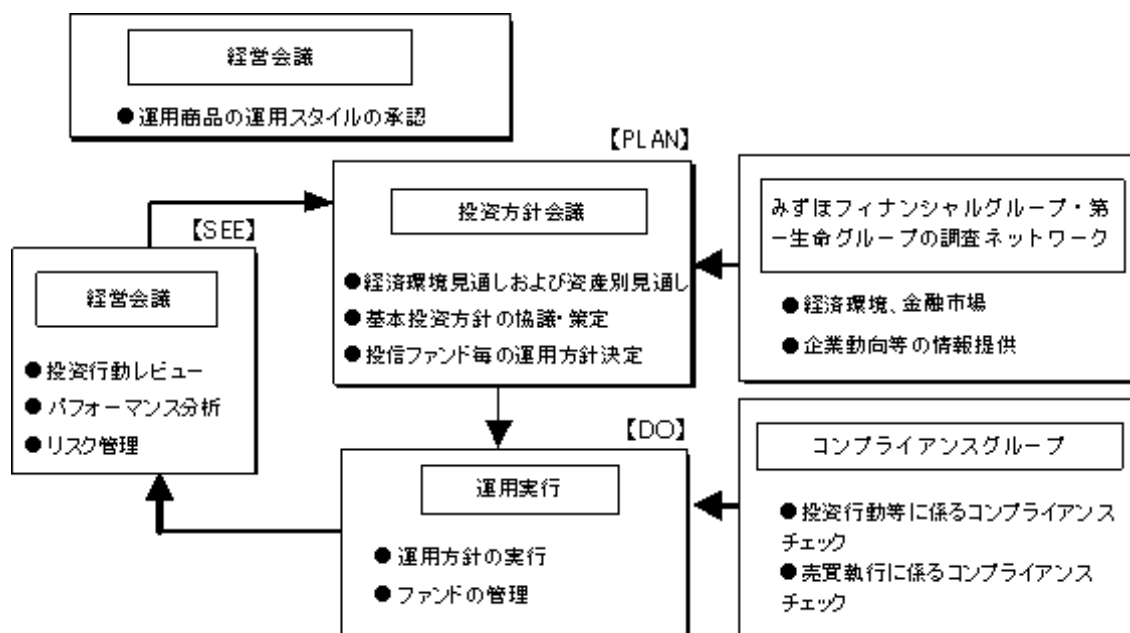 経営会議
●運用商品の運用スタイルの承認
【PLAN】
投資方針会議
●経済環境見通しおよび資産別見通し
●基本投資方針の協議・策定
●投信ファンド毎の運用方針決定
みずほフィナンシャルグループ・第
一生命グループの調査ネットワーク
●経済環境、金融市場
●企業動向等の情報提供
【SEE】
経営会議
●投資行動レビュー
●パフォーマンス分析
●リスク管理
【DO】
運用実行
●運用方針の実行
●ファンドの管理
コンプライアンスグループ
●投資行動等に係るコンプライアンス
チェック
●売買執行に係るコンプライアンス
チェック